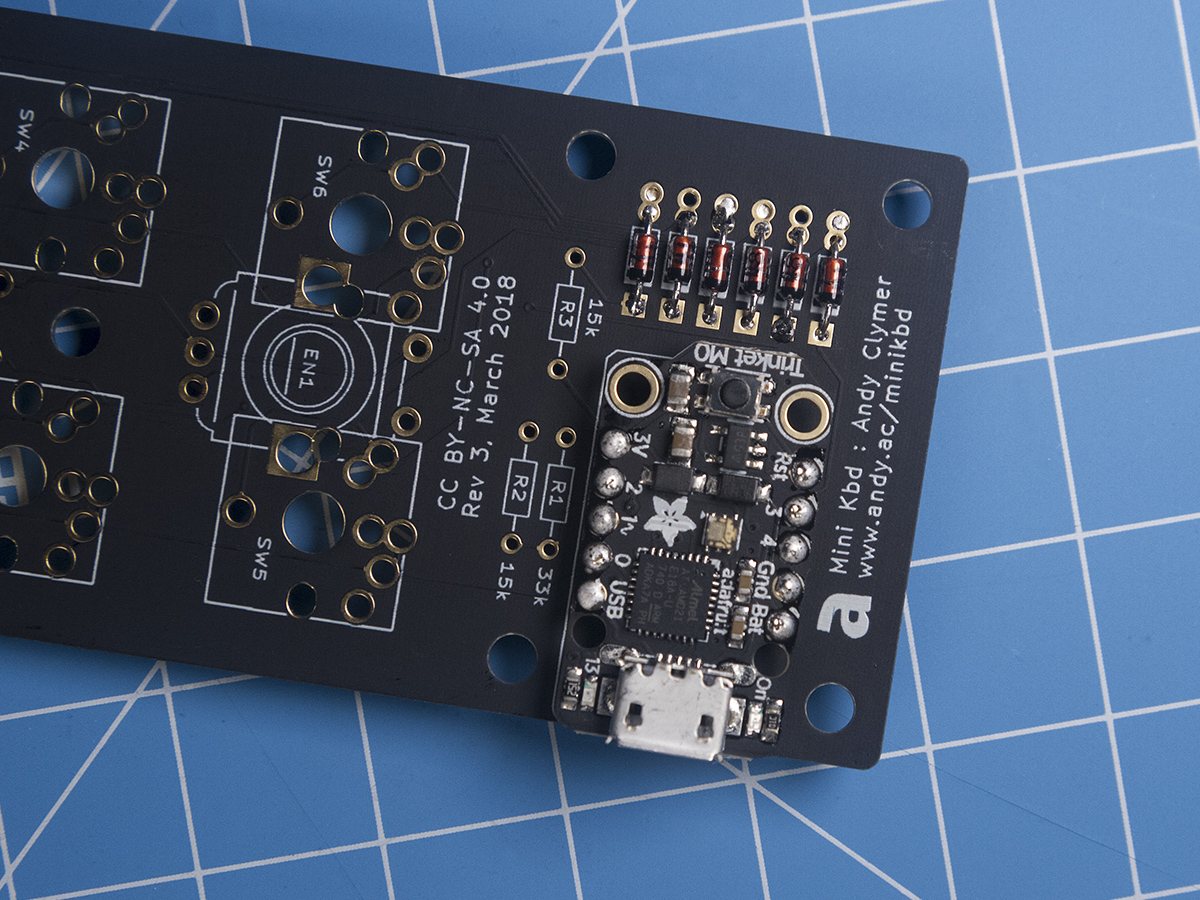 SW4
SW6
EN1
SW5
CC BY-NC-SA 4.0
Rev 3, March 2018
R3
15k
R2
15k
R1
33k
Trinket M0
3V
2
1~
0
USB
Rst
3
4
Gnd
Bat
adafruit
Atmel
13
On
Mini Kbd : Andy Clymer
www.andy.ac/minikbd
a